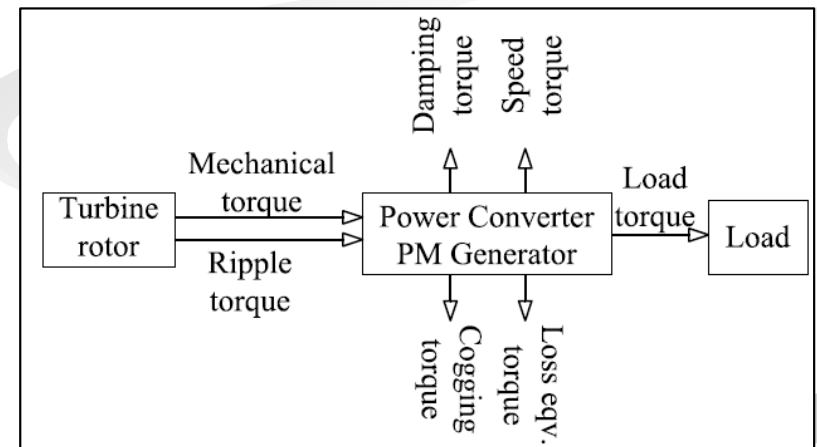 Damping
torque
Speed
torque
Mechanical
torque
Turbine
rotor
Ripple
torque
Power Converter
PM Generator
Load
torque
Load
Cogging
torque
Loss eqv.
torque